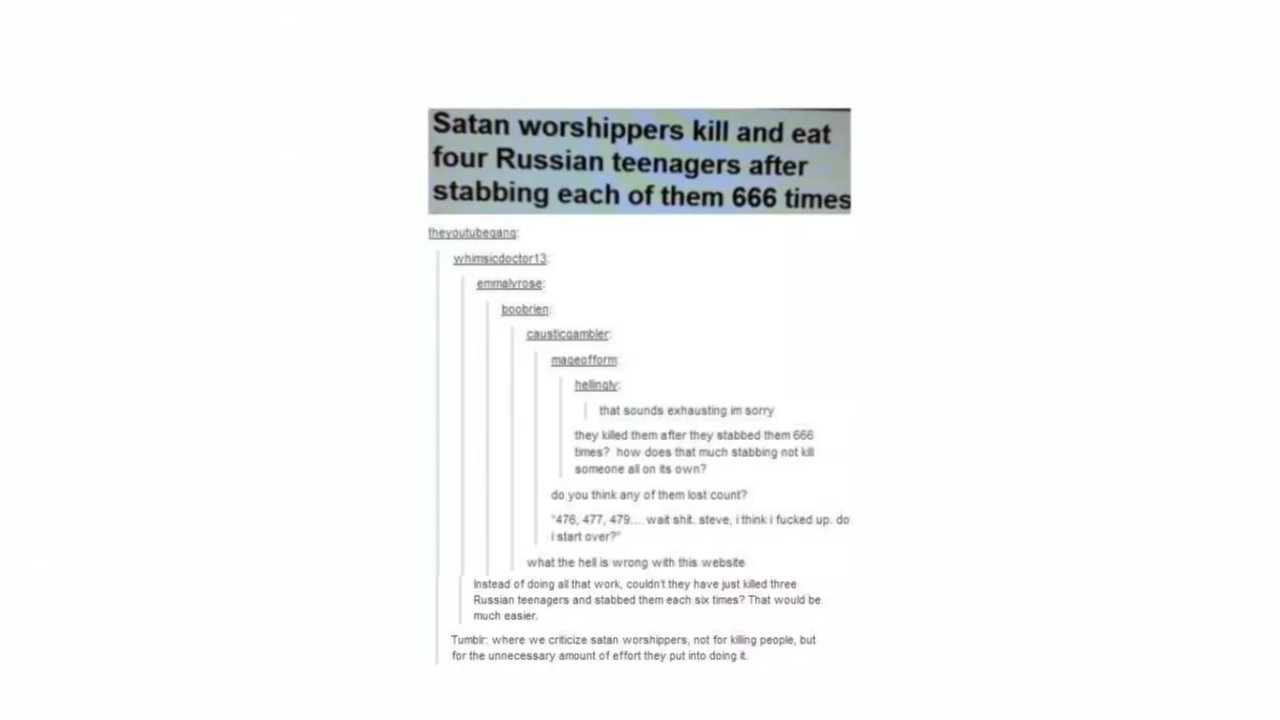 Satan worshippers kill and eat
four Russian teenagers after
stabbing each of them 666 times
theyoutubegang:
whimsicdoctor13:
emmalyrose:
boobrien:
causticgambler:
mageofform:
hellingly:
that sounds exhausting im sorry
they killed them after they stabbed them 666
times? how does that much stabbing not kill
someone all on its own?
do you think any of them lost count?
"476, 477, 479... wait shit. steve, i think i fucked up. do
i start over?"
what the hell is wrong with this website
Instead of doing all that work, couldn't they have just killed three
Russian teenagers and stabbed them each six times? That would be
much easier.
Tumblr: where we criticize satan worshippers, not for killing people, but
for the unnecessary amount of effort they put into doing it.